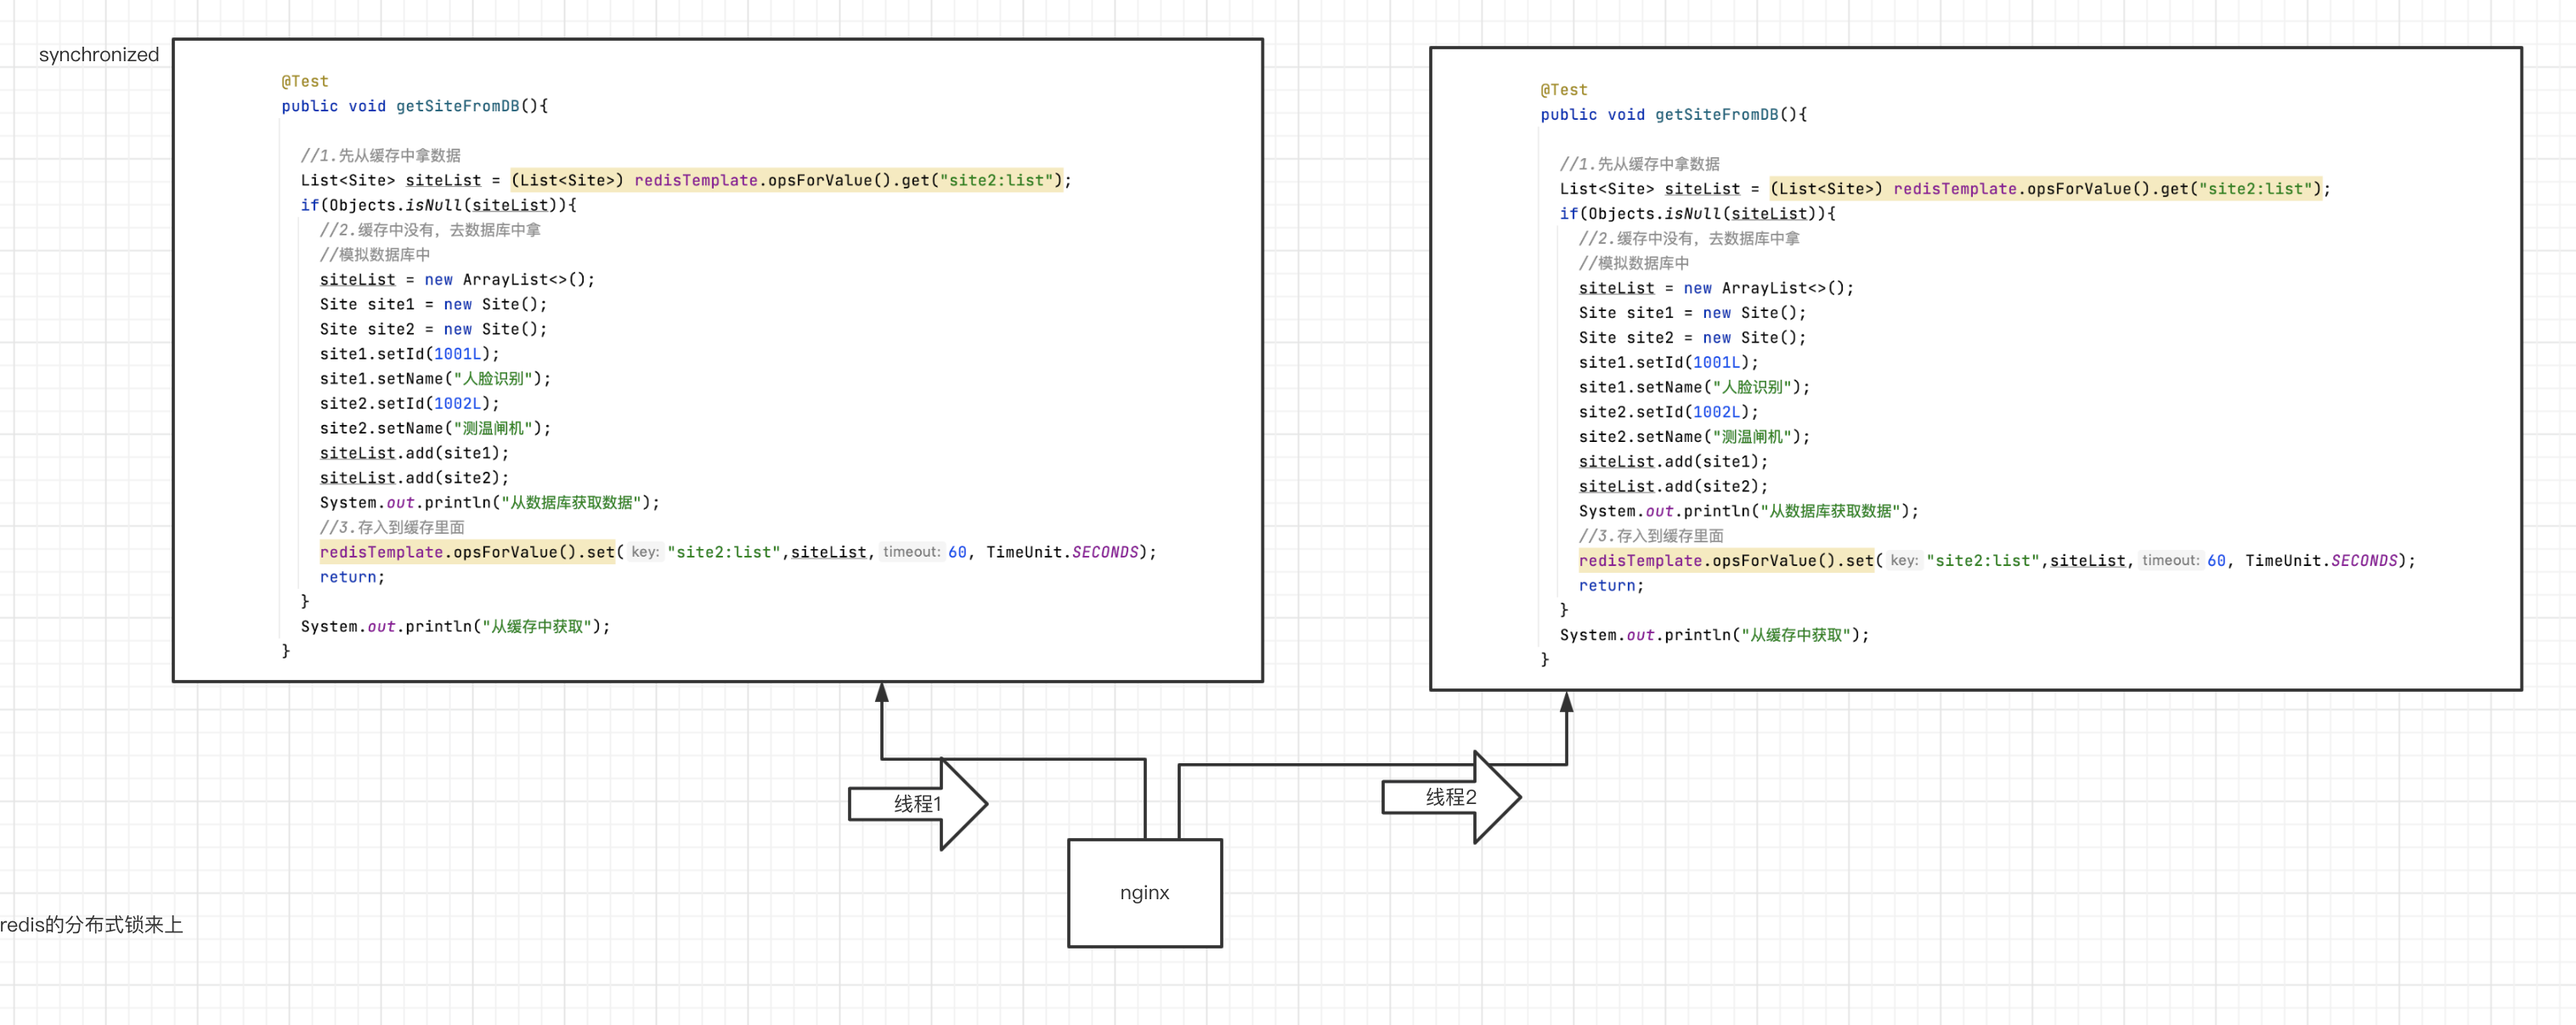 synchronized
@Test
public void getSiteFromDB(){
//1.先从缓存中拿数据
List<Site> siteList = (List<Site>) redisTemplate.opsForValue().get("site2:list");
if(Objects.isNull(siteList)){
//2.缓存中没有，去数据库中拿
//模拟数据库中
siteList = new ArrayList<>();
Site site1 = new Site();
Site site2 = new Site();
site1.setId(1001L);
site1.setName("人脸识别");
site2.setId(1002L);
site2.setName("测温闸机");
siteList.add(site1);
siteList.add(site2);
System.out.println("从数据库获取数据");
//3.存入到缓存里面
redisTemplate.opsForValue().set( key: "site2:list",siteList, timeout: 60, TimeUnit.SECONDS);
return;
}
System.out.println("从缓存中获取");
}
@Test
public void getSiteFromDB(){
//1.先从缓存中拿数据
List<Site> siteList = (List<Site>) redisTemplate.opsForValue().get("site2:list");
if(Objects.isNull(siteList)){
//2.缓存中没有，去数据库中拿
//模拟数据库中
siteList = new ArrayList<>();
Site site1 = new Site();
Site site2 = new Site();
site1.setId(1001L);
site1.setName("人脸识别");
site2.setId(1002L);
site2.setName("测温闸机");
siteList.add(site1);
siteList.add(site2);
System.out.println("从数据库获取数据");
//3.存入到缓存里面
redisTemplate.opsForValue().set( key: "site2:list",siteList, timeout: 60, TimeUnit.SECONDS);
return;
}
System.out.println("从缓存中获取");
}
线程1
线程2
nginx
redis的分布式锁来上